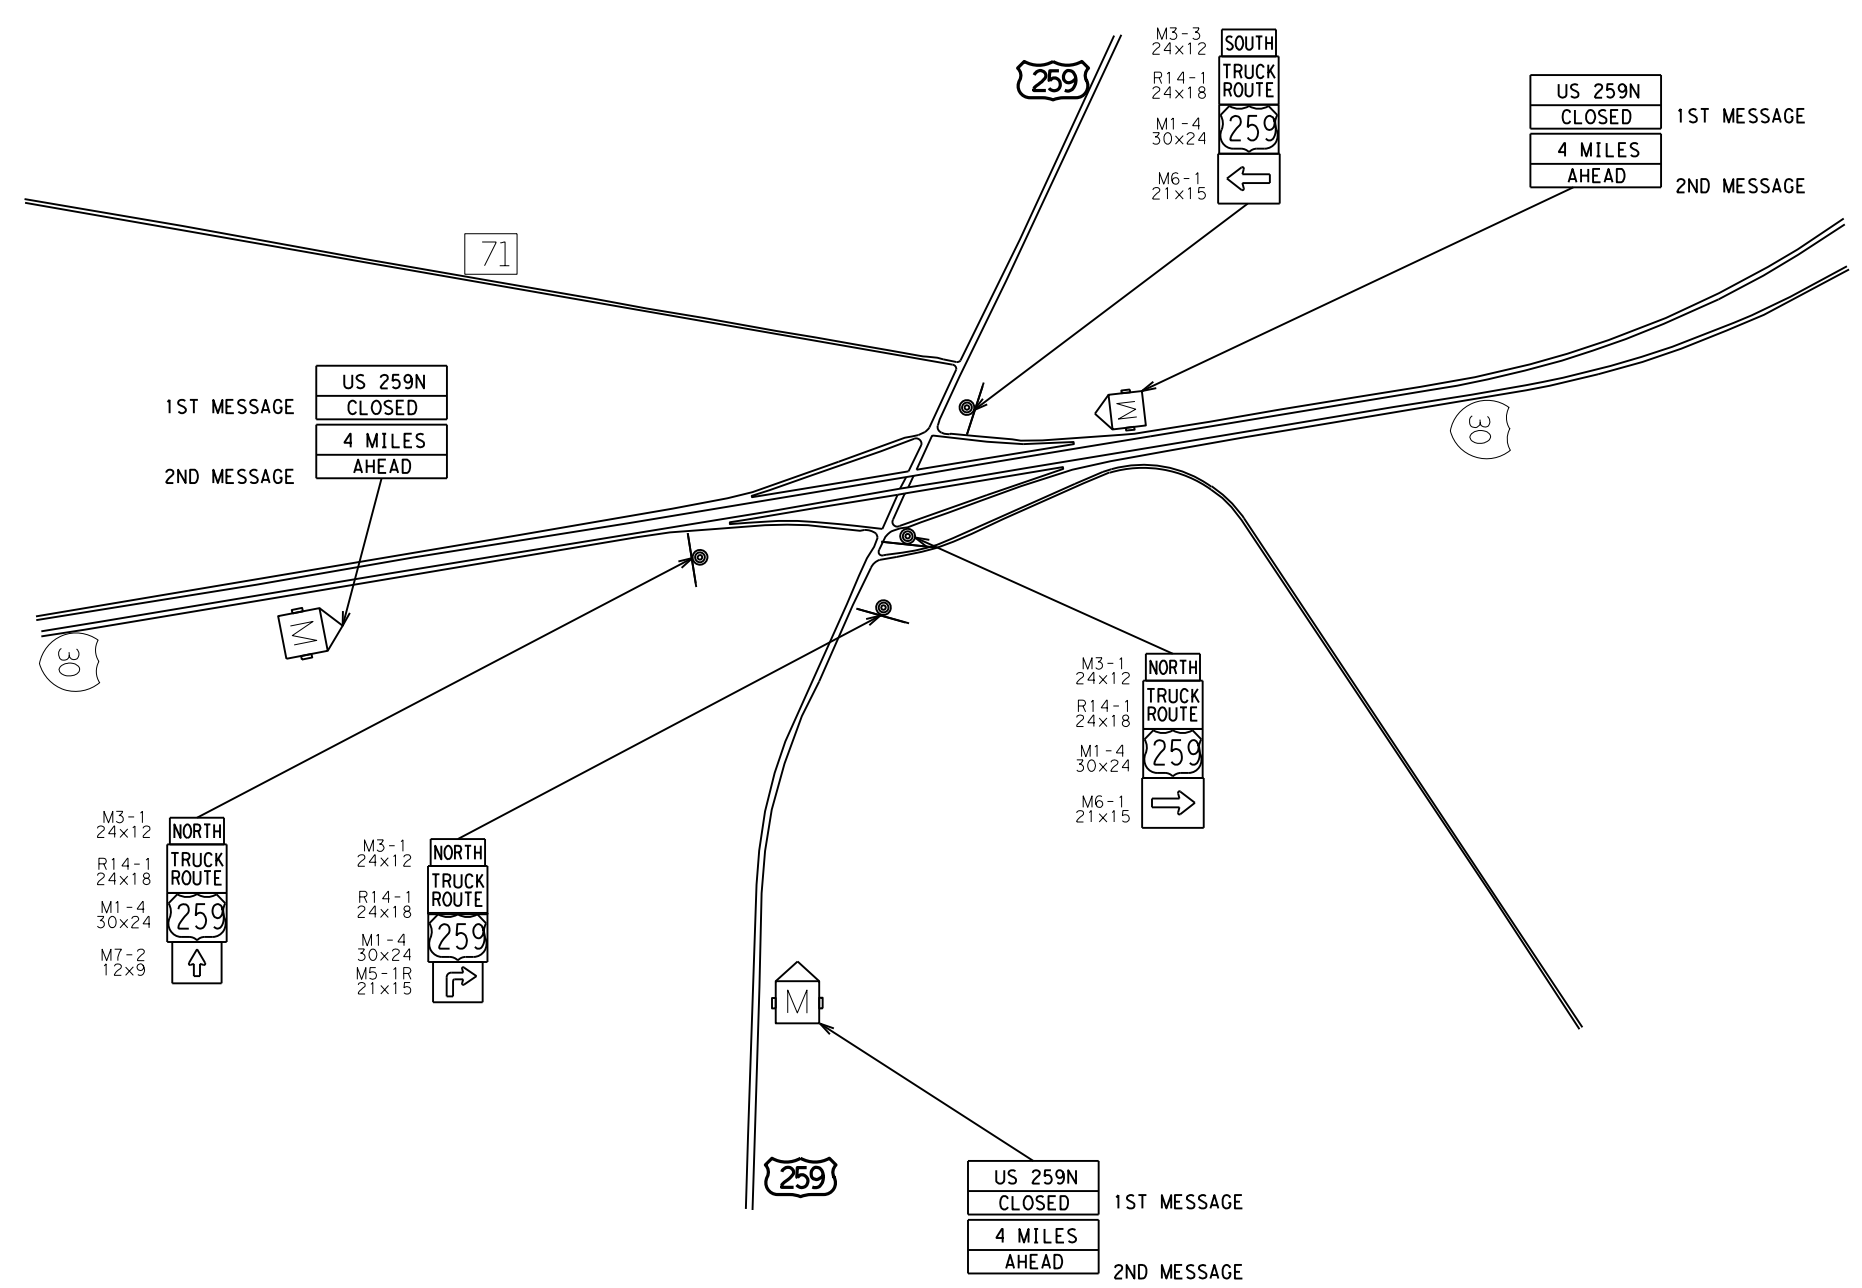 M3-3
24x12
SOUTH
R14-1
24x18
TRUCK
ROUTE
M1-4
30x24
259
M6-1
21x15
259
US 259N
CLOSED
1ST MESSAGE
4 MILES
AHEAD
2ND MESSAGE
71
US 259N
CLOSED
1ST MESSAGE
4 MILES
AHEAD
2ND MESSAGE
M
30
M
30
M3-1
24x12
NORTH
R14-1
24x18
TRUCK
ROUTE
M1-4
30x24
259
M6-1
21x15
M3-1
24x12
NORTH
R14-1
24x18
TRUCK
ROUTE
M1-4
30x24
259
M7-2
12x9
M3-1
24x12
NORTH
R14-1
24x18
TRUCK
ROUTE
M1-4
30x24
259
M5-1R
21x15
M
259
US 259N
CLOSED
1ST MESSAGE
4 MILES
AHEAD
2ND MESSAGE